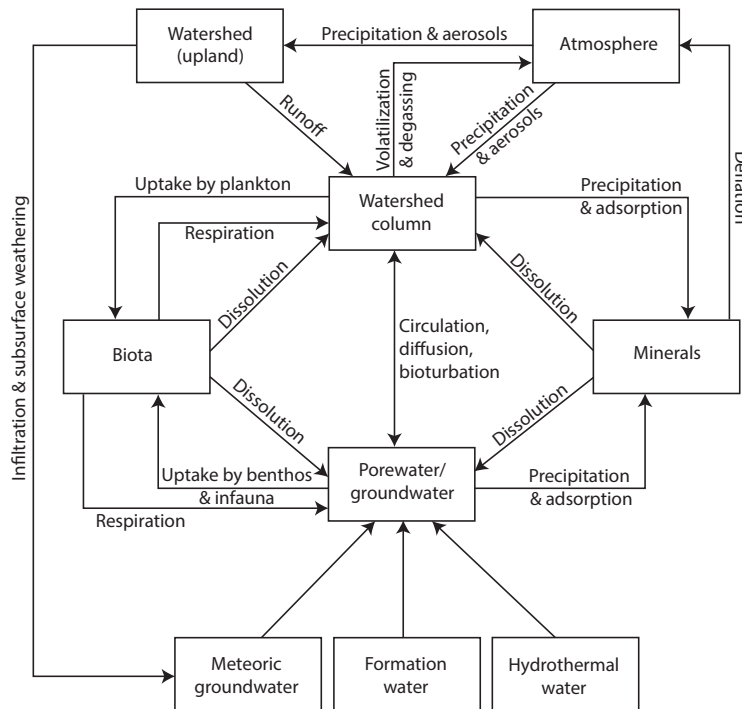 Watershed
(upland)
Precipitation & aerosols
Atmosphere
Runoff
Volatilization
& degassing
Precipitation
& aerosols
Deflation
Infiltration & subsurface weathering
Uptake by plankton
Watershed
column
Precipitation
& adsorption
Respiration
Dissolution
Dissolution
Biota
Circulation,
diffusion,
bioturbation
Minerals
Dissolution
Dissolution
Uptake by benthos
& infauna
Porewater/
groundwater
Precipitation
& adsorption
Respiration
Meteoric
groundwater
Formation
water
Hydrothermal
water